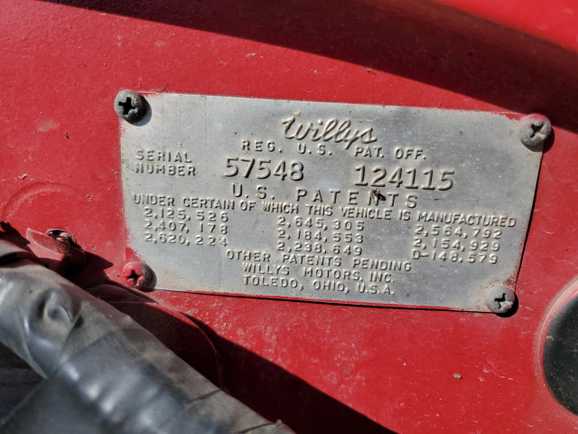 Willys
REG. U.S. PAT. OFF.
SERIAL NUMBER 57548 124115
U.S. PATENTS
UNDER CERTAIN OF WHICH THIS VEHICLE IS MANUFACTURED
2,125,526 2,645,305 2,564,792
2,407,178 2,164,553 2,154,929
2,620,224 2,238,649 D-148,579
OTHER PATENTS PENDING
WILLYS MOTORS, INC.
TOLEDO, OHIO, U.S.A.